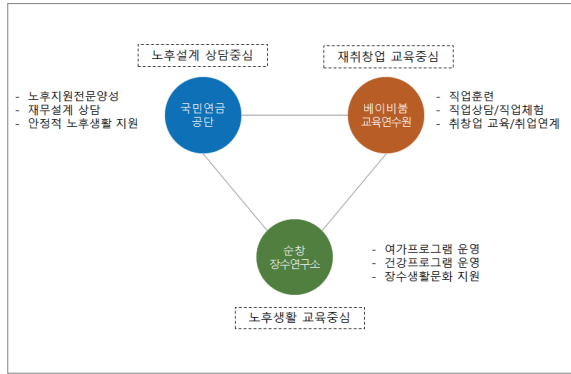 노후설계 상담중심
재취창업 교육중심
- 노후지원전문양성
- 재무설계 상담
- 안정적 노후생활 지원
국민연금
공단
베이비붐
교육연수원
- 직업훈련
- 직업상담/직업체험
- 취창업 교육/취업연계
순창
장수연구소
- 여가프로그램 운영
- 건강프로그램 운영
- 장수생활문화 지원
노후생활 교육중심